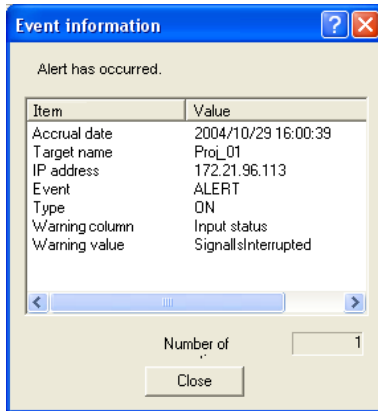 Event information
Alert has occurred.
Item Value
Accrual date 2004/10/29 16:00:39
Target name Proj_01
IP address 172.21.96.113
Event ALERT
Type ON
Warning column Input status
Warning value SignalIsInterrupted
Number of
1
Close